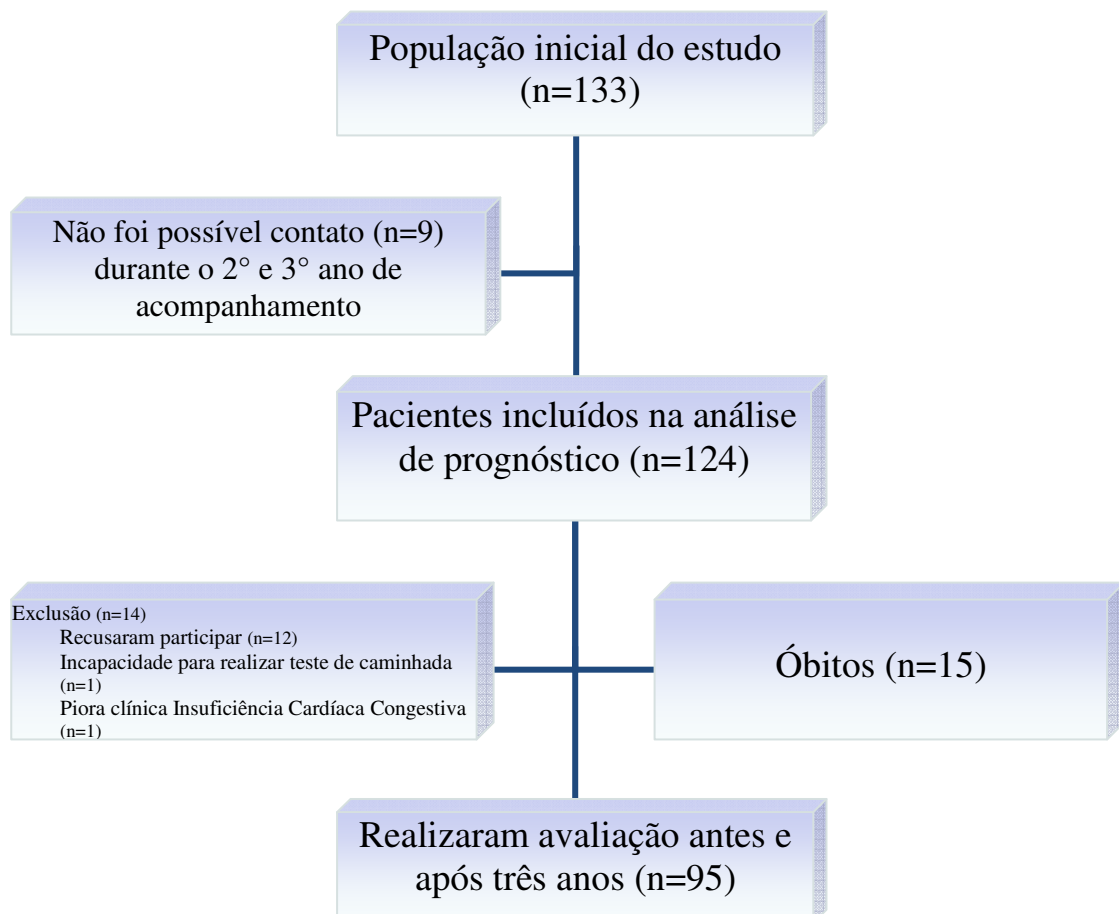 População inicial do estudo
(n=133)
Não foi possível contato (n=9)
durante o 2° e 3° ano de
acompanhamento
Pacientes incluídos na análise
de prognóstico (n=124)
Exclusão (n=14)
Recusaram participar (n=12)
Incapacidade para realizar teste de caminhada
(n=1)
Piora clínica Insuficiência Cardíaca Congestiva
(n=1)
Óbitos (n=15)
Realizaram avaliação antes e
após três anos (n=95)